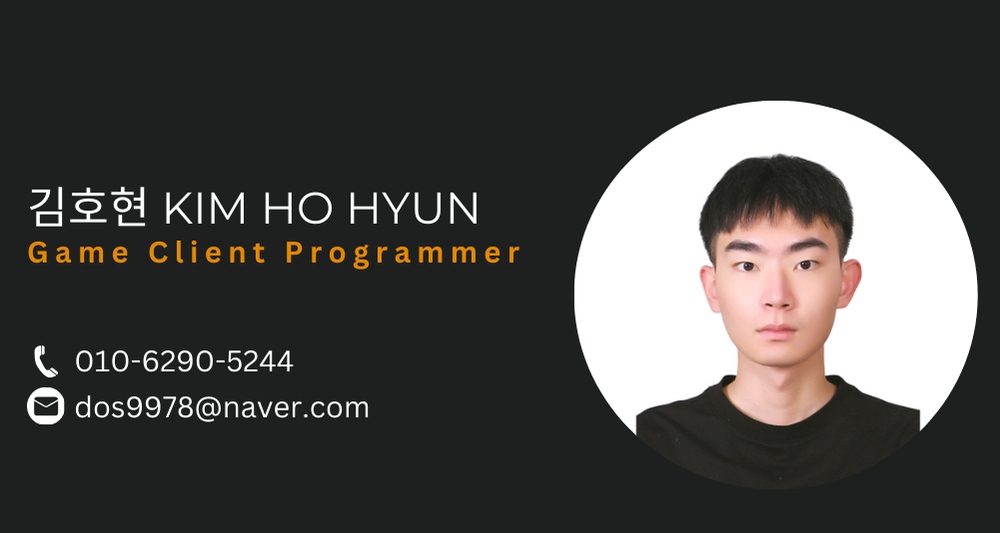 김호현 KIM HO HYUN
Game Client Programmer
010-6290-5244
dos9978@naver.com